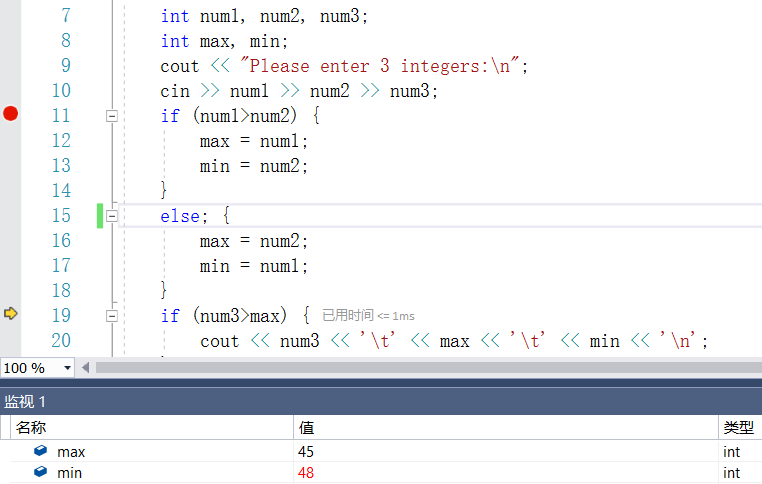 7 int num1, num2, num3;
8 int max, min;
9 cout << "Please enter 3 integers:\n";
10 cin >> num1 >> num2 >> num3;
11 if (num1>num2) {
12 max = num1;
13 min = num2;
14 }
15 else; {
16 max = num2;
17 min = num1;
18 }
19 if (num3>max) { 已用时间 <= 1ms
20 cout << num3 << '\t' << max << '\t' << min << '\n';
100 %
监视 1
名称 值 类型
max 45 int
min 48 int